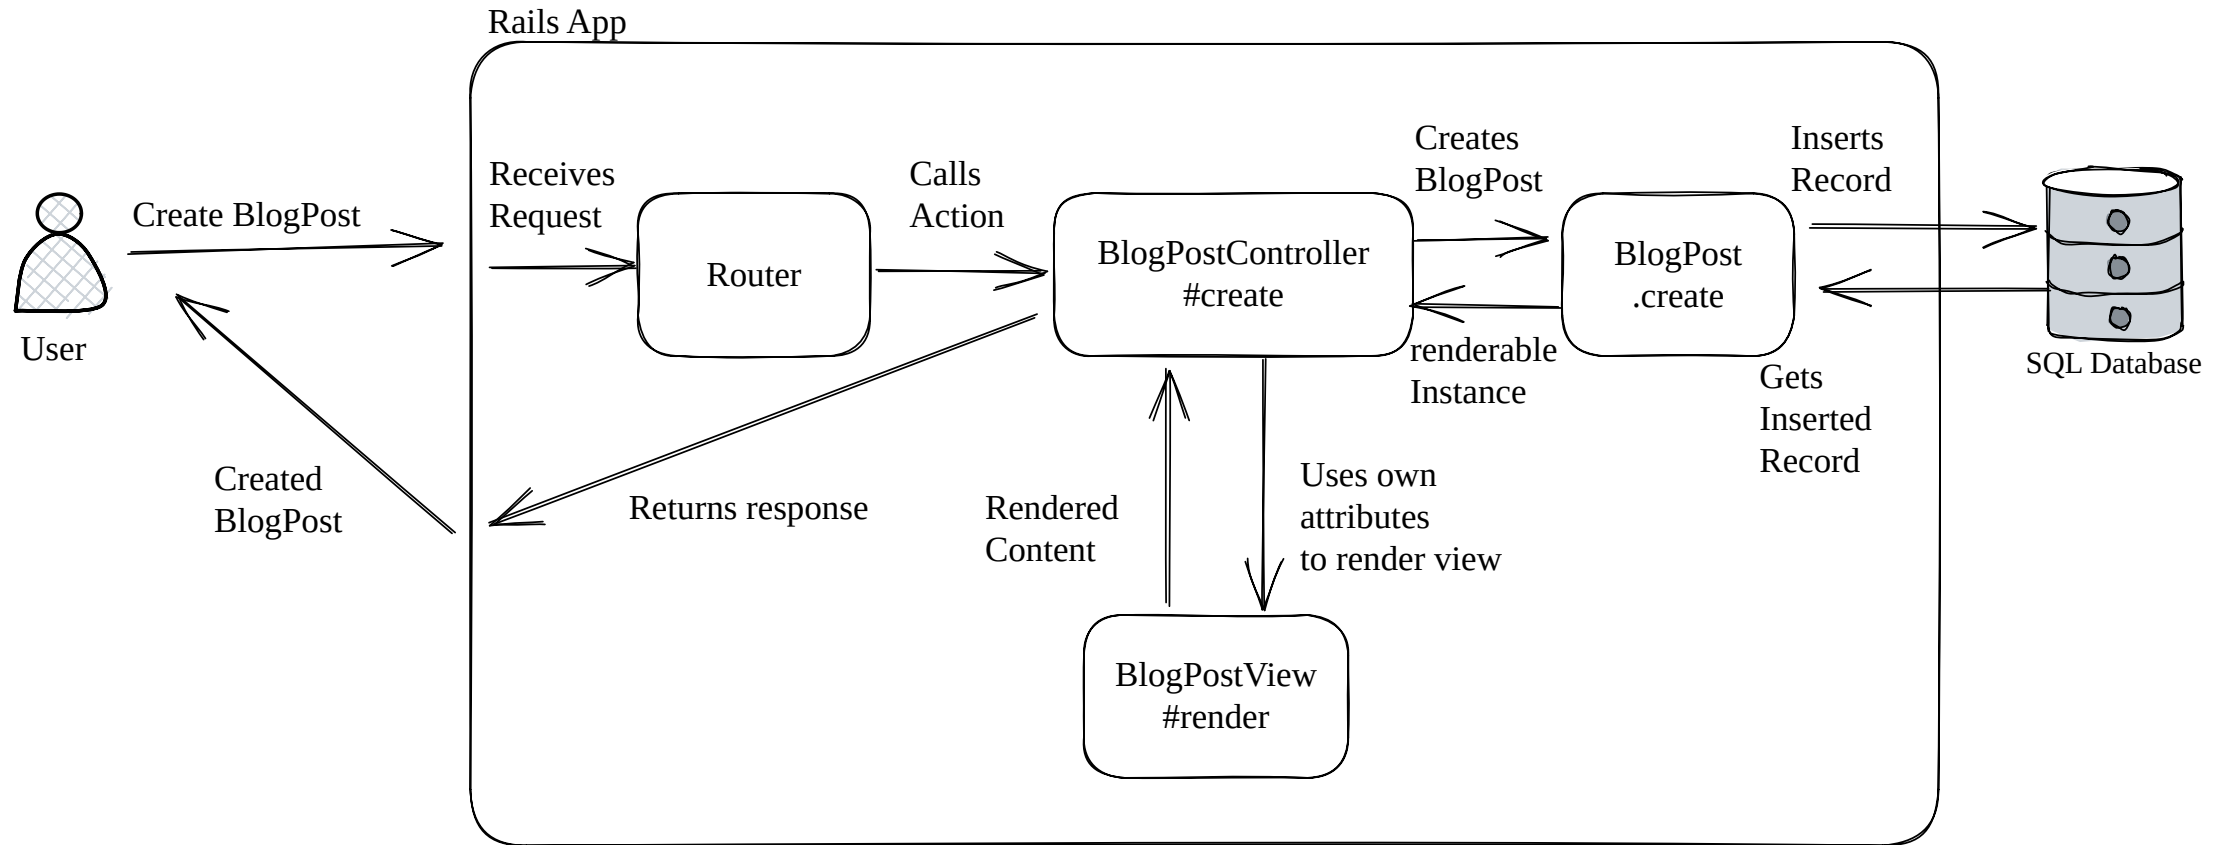 Rails App
Create BlogPost
User
Receives
Request
Router
Calls
Action
BlogPostController
#create
Creates
BlogPost
renderable
Instance
BlogPost
.create
Inserts
Record
Gets
Inserted
Record
SQL Database
Uses own
attributes
to render view
Rendered
Content
BlogPostView
#render
Returns response
Created
BlogPost